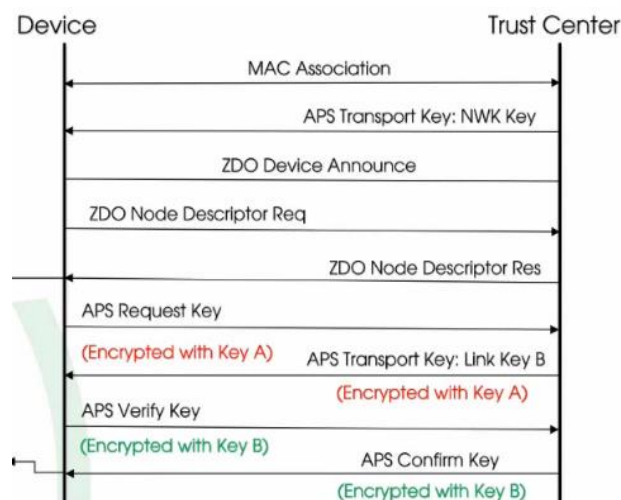 Device
Trust Center
MAC Association
APS Transport Key: NWK Key
ZDO Device Announce
ZDO Node Descriptor Req
ZDO Node Descriptor Res
APS Request Key
(Encrypted with Key A)
APS Transport Key: Link Key B
(Encrypted with Key A)
APS Verify Key
(Encrypted with Key B)
APS Confirm Key
(Encrypted with Key B)